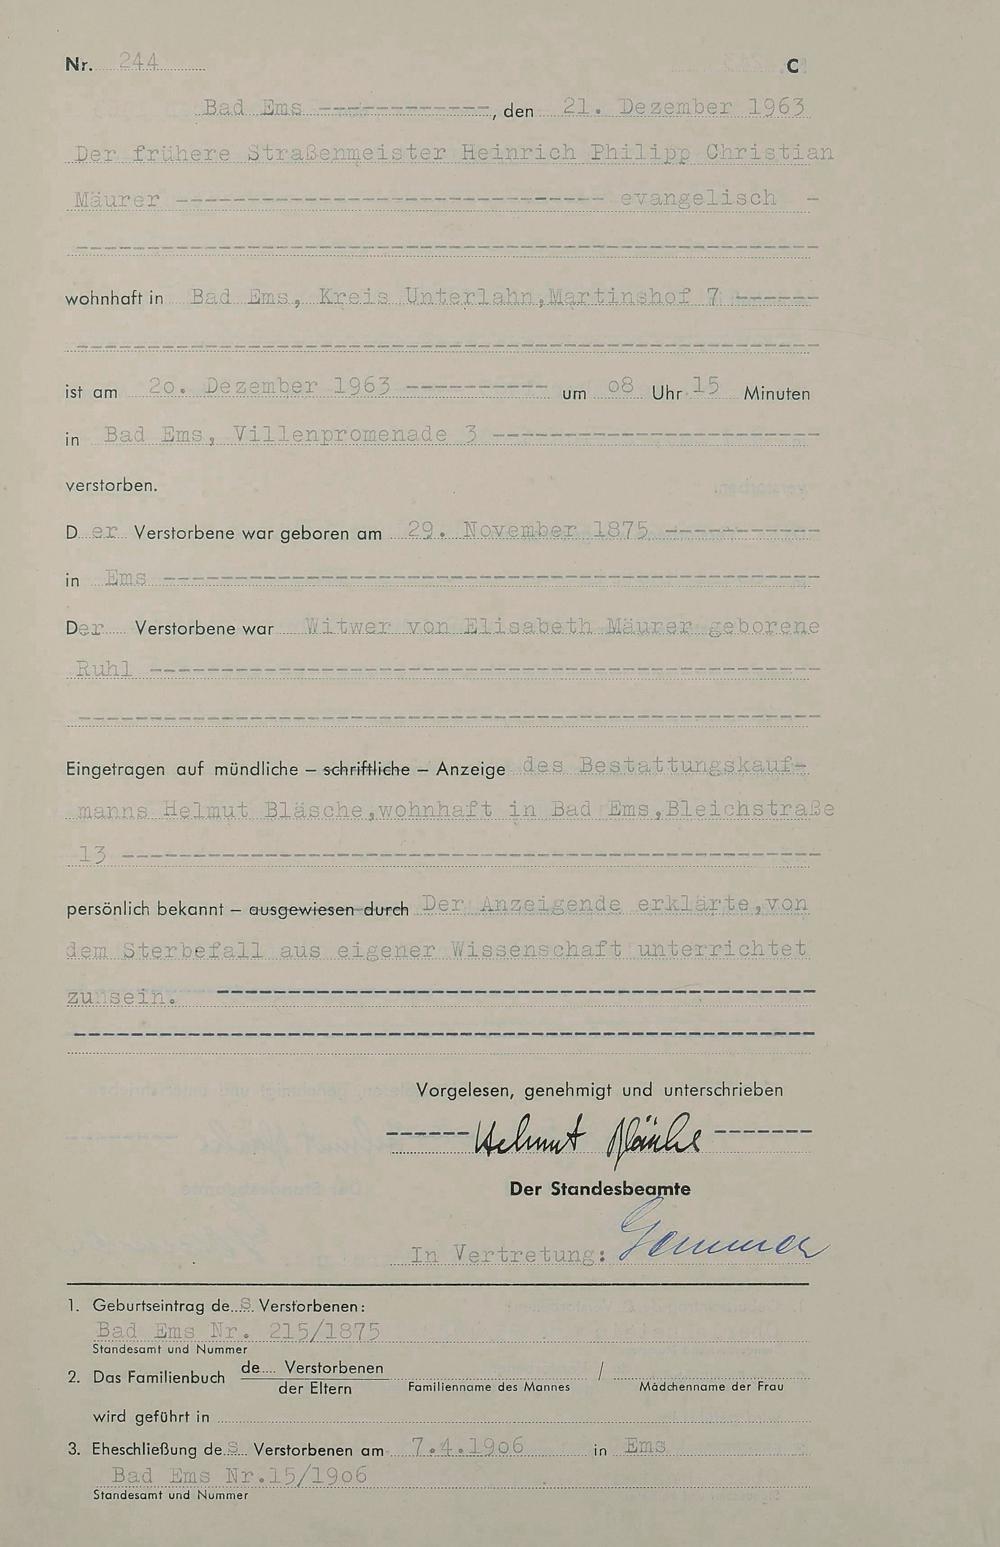 Nr. 244 C
Bad Ems ------------, den 21. Dezember 1963
Der frühere Straßenmeister Heinrich Philipp Christian
Mäurer ------------------------------ evangelisch -
wohnhaft in Bad Ems, Kreis Unterlahn,Martinshof 7 ------
ist am 2o. Dezember 1963 ---------- um o8 Uhr 15 Minuten
in Bad Ems, Villenpromenade 3 -----------------------
verstorben.
Der Verstorbene war geboren am 29. November 1875 -----------
in Ems ----------------------------------------------
Der Verstorbene war Witwer von Elisabeth Mäurer geborene
Ruhl -----------------------------------------------
Eingetragen auf mündliche – schriftliche – Anzeige des Bestattungskauf-
manns Helmut Bläsche,wohnhaft in Bad Ems,Bleichstraße
13 -------------------------------------------------
persönlich bekannt – ausgewiesen durch Der Anzeigende erklärte,von
dem Sterbefall aus eigener Wissenschaft unterrichtet
zu sein. ------------------------------------------
Vorgelesen, genehmigt und unterschrieben
------ Helmut Bläsche -------
Der Standesbeamte
In Vertretung:
1. Geburtseintrag des Verstorbenen:
Bad Ems Nr. 215/1875
Standesamt und Nummer
2. Das Familienbuch de.... Verstorbenen /
der Eltern Familienname des Mannes Mädchenname der Frau
wird geführt in
3. Eheschließung des Verstorbenen am 7.4.19o6 in Ems
Bad Ems Nr.15/19o6
Standesamt und Nummer